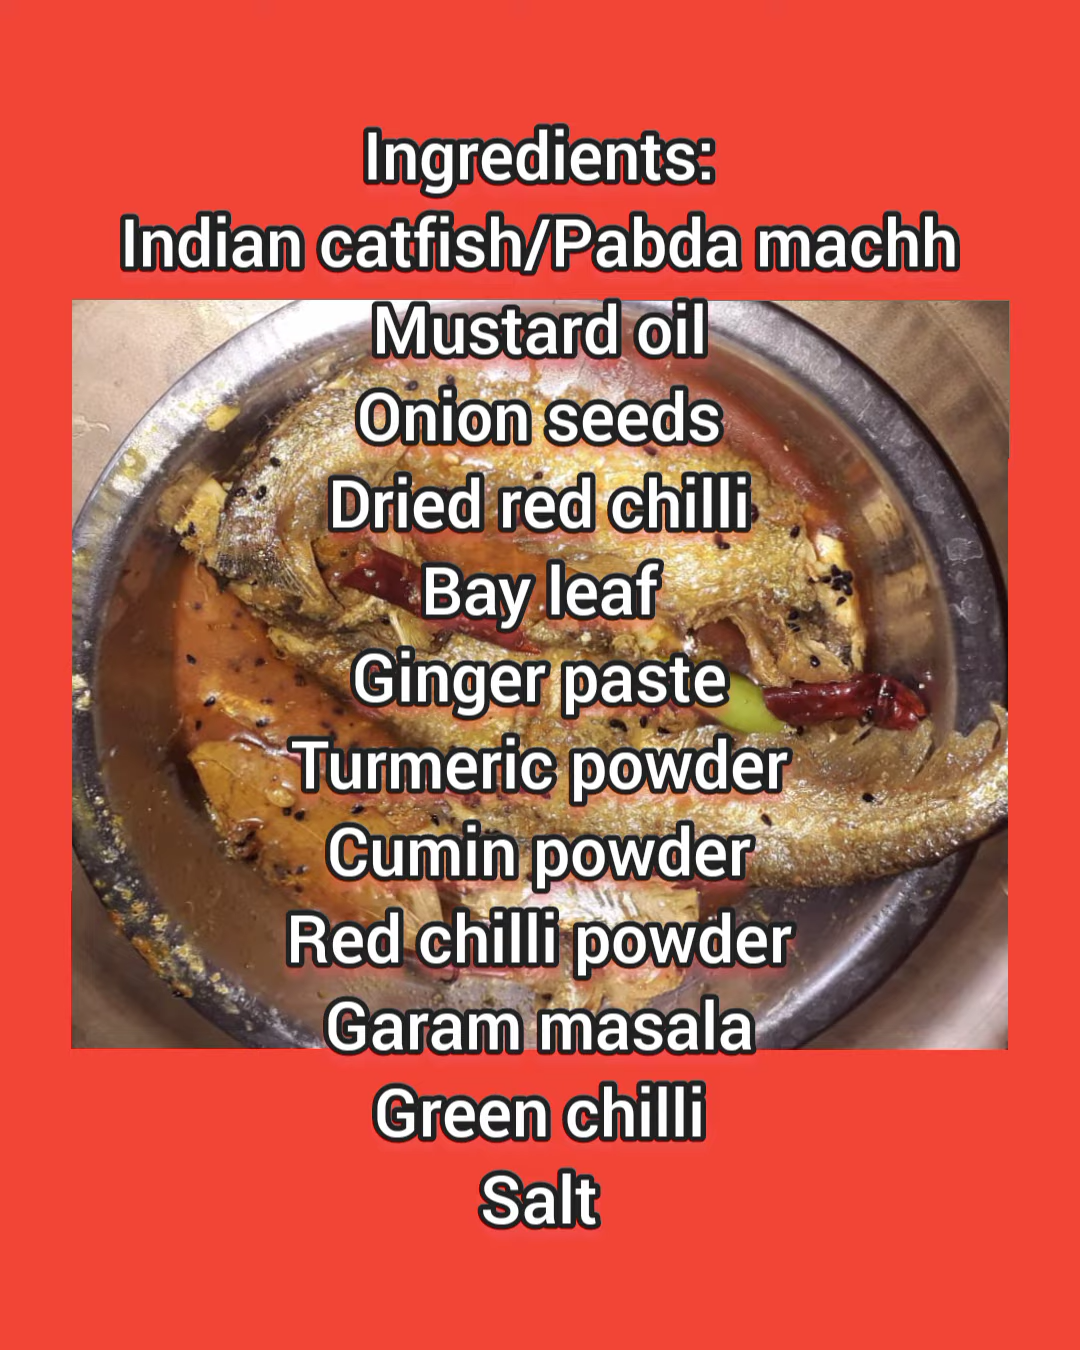 Ingredients:
Indian catfish/Pabda machh
Mustard oil
Onion seeds
Dried red chilli
Bay leaf
Ginger paste
Turmeric powder
Cumin powder
Red chilli powder
Garam masala
Green chilli
Salt